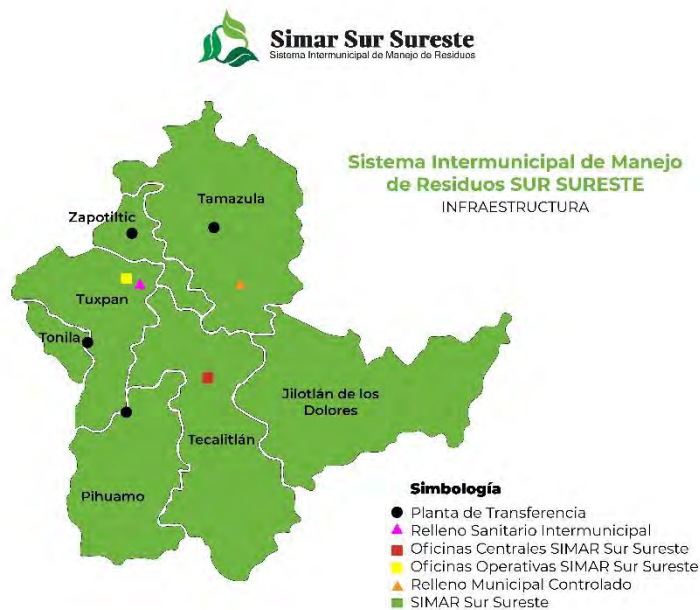 Simar Sur Sureste
Sistema Intermunicipal de Manejo de Residuos
Sistema Intermunicipal de Manejo
de Residuos SUR SURESTE
INFRAESTRUCTURA
Tamazula
Zapotiltic
Tuxpan
Tonila
Jilotlán de los
Dolores
Tecalitlán
Pihuamo
Simbología
Planta de Transferencia
Relleno Sanitario Intermunicipal
Oficinas Centrales SIMAR Sur Sureste
Oficinas Operativas SIMAR Sur Sureste
Relleno Municipal Controlado
SIMAR Sur Sureste